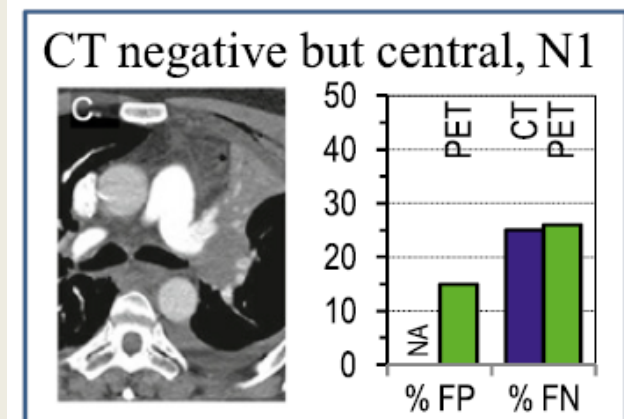 CT negative but central, N1
C
50
40
30
20
10
0
PET
CT
PET
NA
% FP
% FN